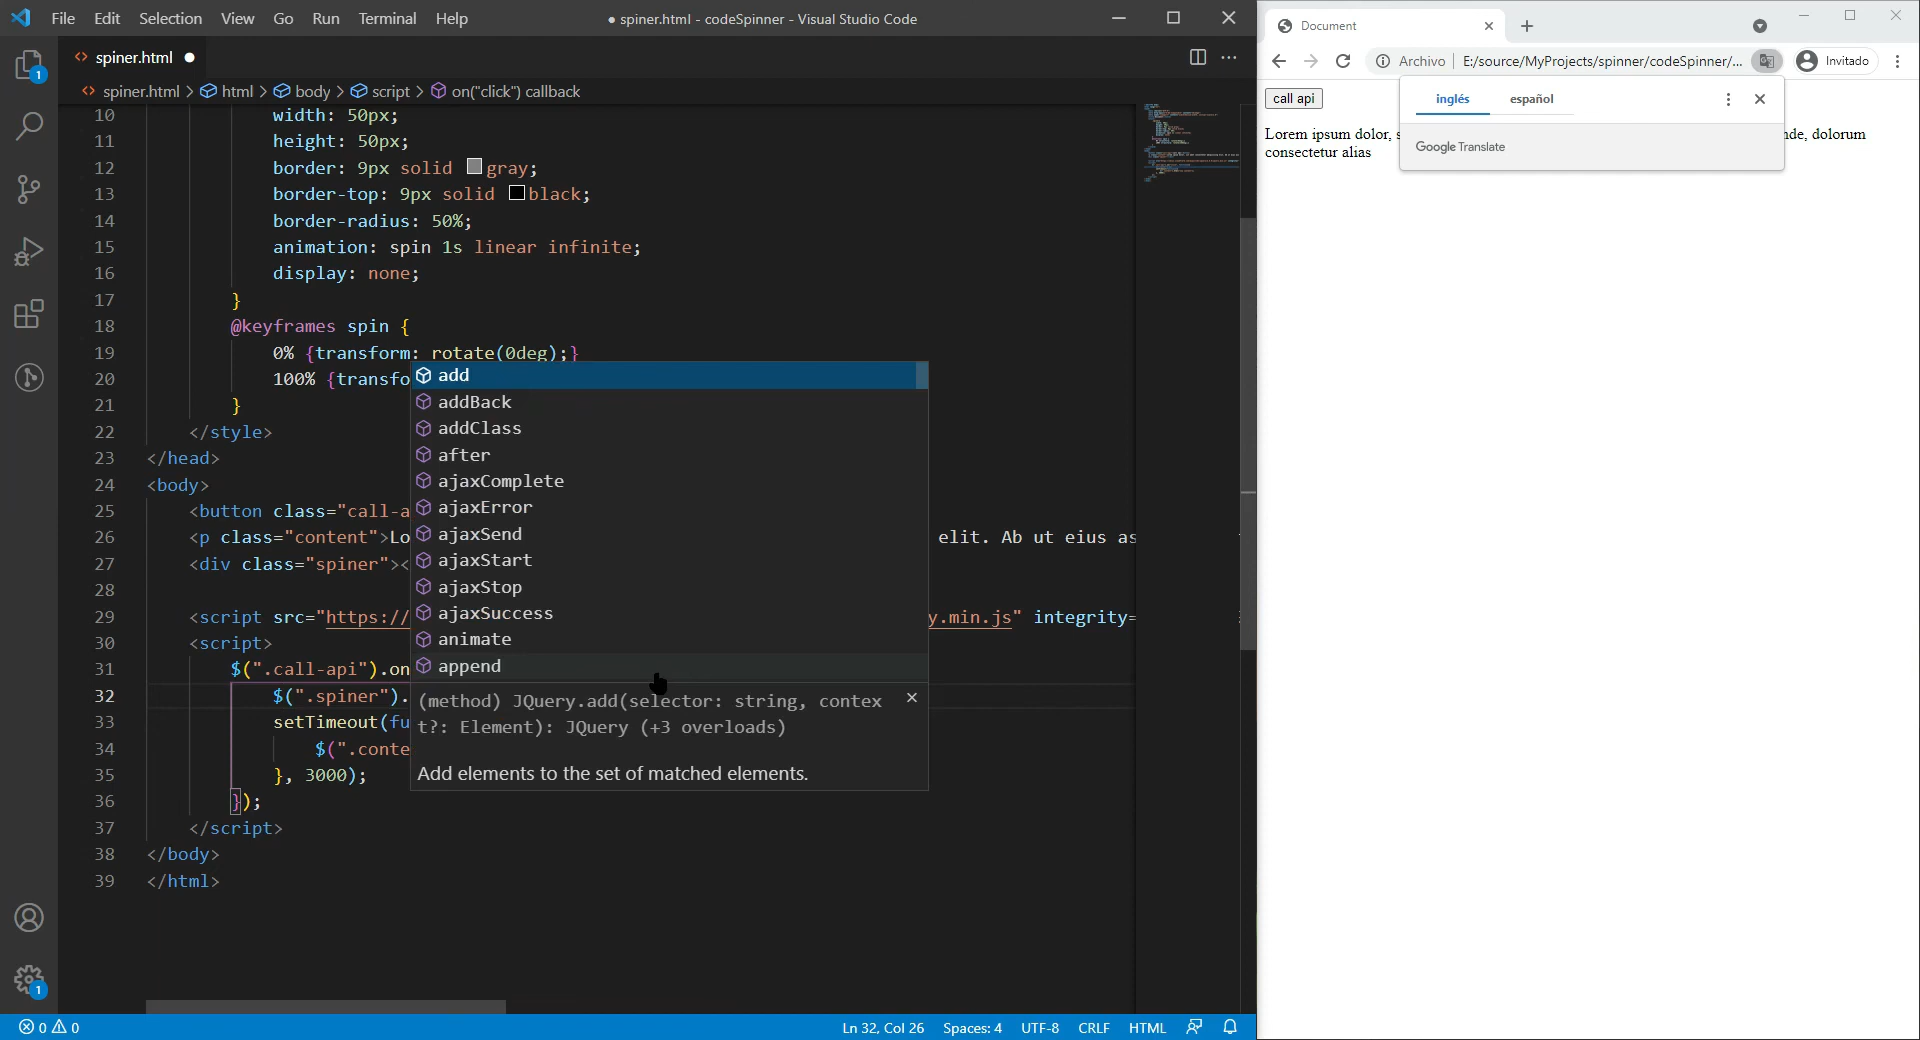 File Edit Selection View Go Run Terminal Help
● spiner.html - codeSpinner - Visual Studio Code
spiner.html ●
spinner.html > html > body > script > on("click") callback
10 width: 50px;
11 height: 50px;
12 border: 9px solid gray;
13 border-top: 9px solid black;
14 border-radius: 50%;
15 animation: spin 1s linear infinite;
16 display: none;
17 }
18 @keyframes spin {
19 0% {transform: rotate(0deg);}
20 100% {transfo
21 }
22 </style>
23 </head>
24 <body>
25 <button class="call-a
26 <p class="content">Lo elit. Ab ut eius as
27 <div class="spiner"><
28
29 <script src="https:// y.min.js" integrity=
30 <script>
31 $(".call-api").on
32 $(".spiner").
33 setTimeout(fu
34 $(".conte
35 }, 3000);
36 });
37 </script>
38 </body>
39 </html>
add
addBack
addClass
after
ajaxComplete
ajaxError
ajaxSend
ajaxStart
ajaxStop
ajaxSuccess
animate
append
(method) JQuery.add(selector: string, contex
t?: Element): JQuery (+3 overloads)
Add elements to the set of matched elements.
1
1
0 0
Ln 32, Col 26 Spaces: 4 UTF-8 CRLF HTML
Document
Archivo E:/source/MyProjects/spinner/codeSpinner/... Invitado
call api
inglés español
Google Translate
Lorem ipsum dolor, s nde, dolorum
consectetur alias